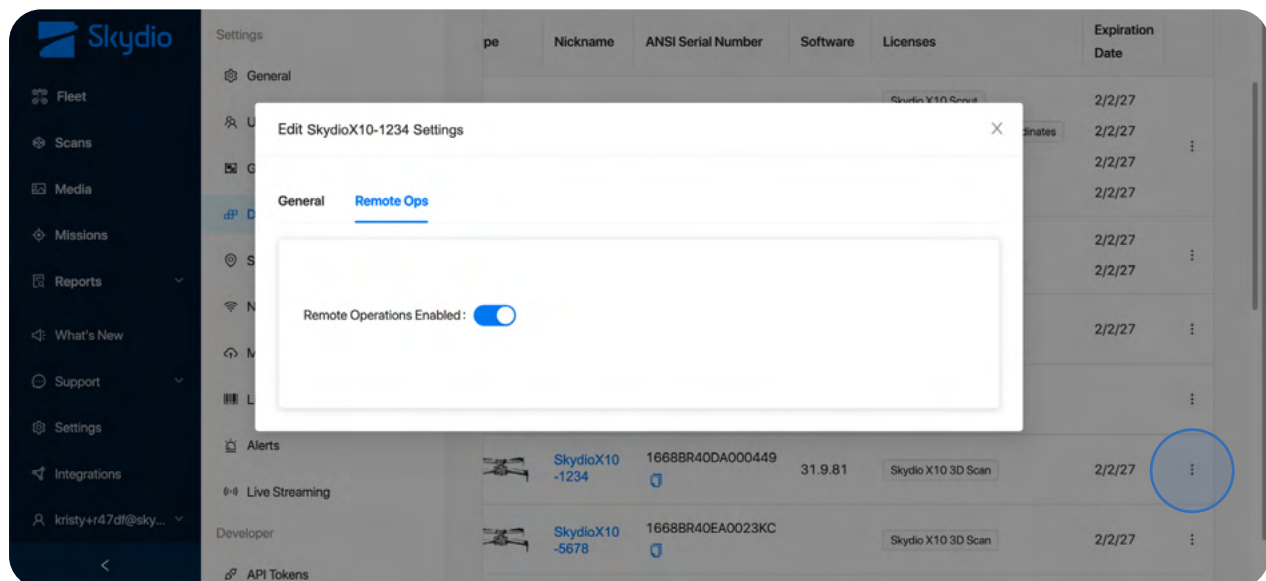 Skydio
Fleet
Scans
Media
Missions
Reports
What's New
Support
Settings
Integrations
kristy+r47df@sky...
Settings
General
U
G
D
S
N
M
L
Alerts
Live Streaming
Developer
API Tokens
pe Nickname ANSI Serial Number Software Licenses Expiration
Date
Skydio X10 Scout 2/2/27
dinates 2/2/27
2/2/27
2/2/27
2/2/27
2/2/27
2/2/27
Edit SkydioX10-1234 Settings
General Remote Ops
Remote Operations Enabled :
SkydioX10
-1234
1668BR40DA000449
31.9.81
Skydio X10 3D Scan
2/2/27
SkydioX10
-5678
1668BR40EA0023KC
Skydio X10 3D Scan
2/2/27